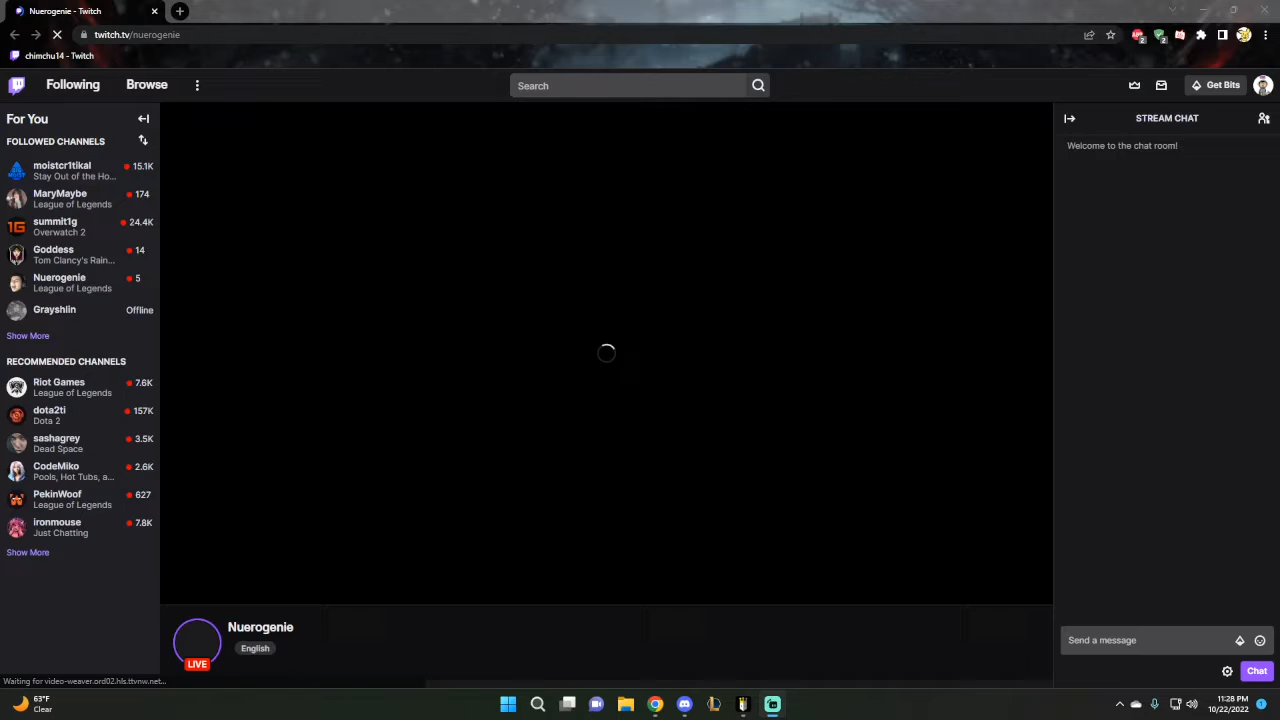 Nuerogenie - Twitch
twitch.tv/nuerogenie
chimchu14 - Twitch
Following
Browse
Search
Get Bits
For You
FOLLOWED CHANNELS
moistcr1tikal 15.1K
Stay Out of the Ho...
MaryMaybe 174
League of Legends
summit1g 24.4K
Overwatch 2
Goddess 14
Tom Clancy's Rain...
Nuerogenie 5
League of Legends
Grayshlin Offline
Show More
RECOMMENDED CHANNELS
Riot Games 7.6K
League of Legends
dota2ti 157K
Dota 2
sashagrey 3.5K
Dead Space
CodeMiko 2.6K
Pools, Hot Tubs, a...
PekinWoof 627
League of Legends
ironmouse 7.8K
Just Chatting
Show More
Nuerogenie
English
LIVE
STREAM CHAT
Welcome to the chat room!
Send a message
Chat
Waiting for video-weaver.ord02.hls.ttvnw.net...
63°F
Clear
11:28 PM
10/22/2022